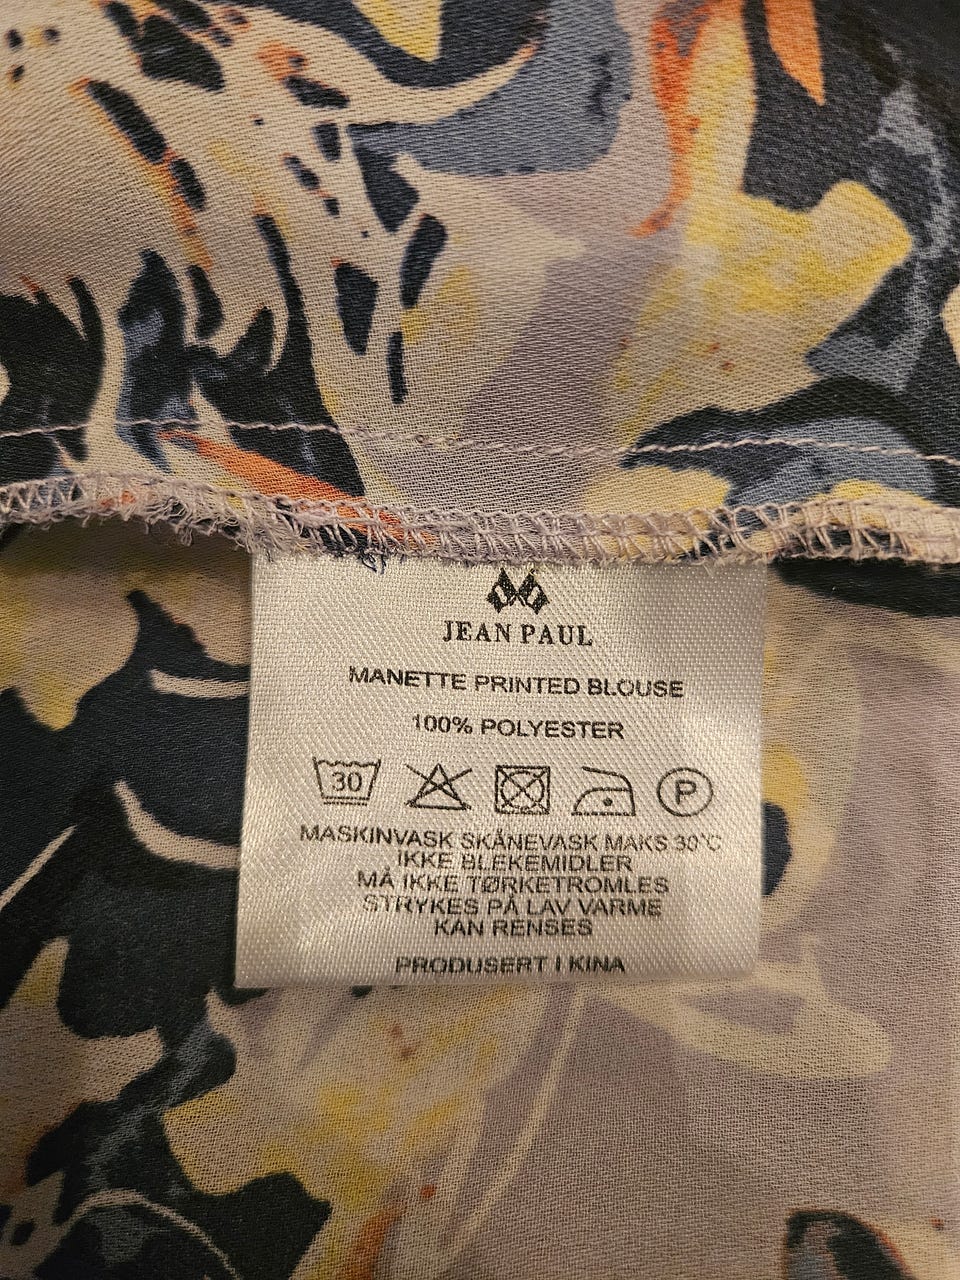 JEAN PAUL
MANETTE PRINTED BLOUSE
100% POLYESTER
30 P
MASKINVASK SKÅNEVASK MAKS 30°C
IKKE BLEKEMIDLER
MÅ IKKE TØRKETROMLES
STRYKES PÅ LAV VARME
KAN RENSES
PRODUSERT I KINA